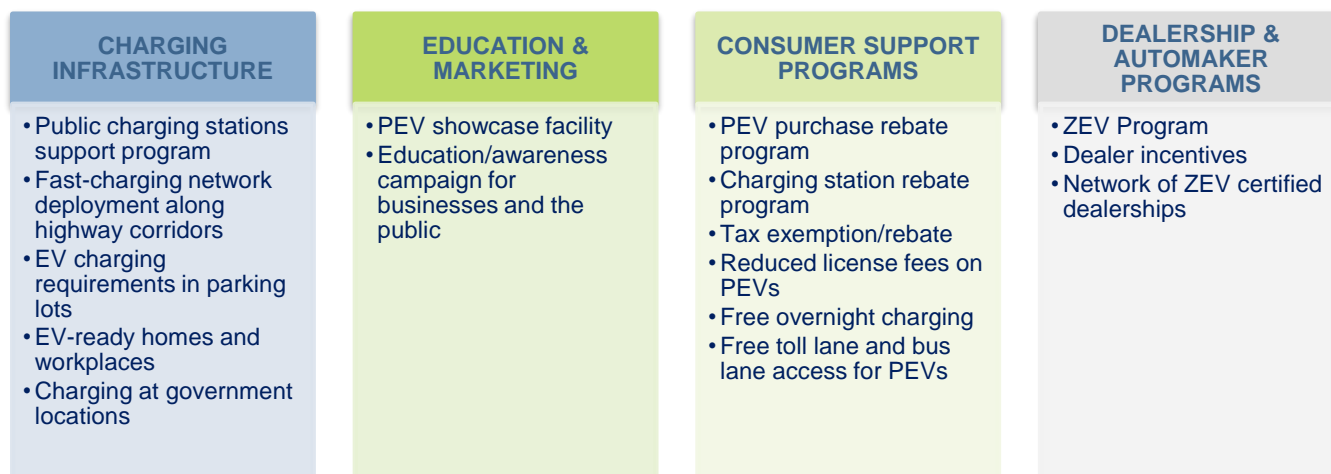 CHARGING
INFRASTRUCTURE
• Public charging stations
support program
• Fast-charging network
deployment along
highway corridors
• EV charging
requirements in parking
lots
• EV-ready homes and
workplaces
• Charging at government
locations
EDUCATION &
MARKETING
• PEV showcase facility
• Education/awareness
campaign for
businesses and the
public
CONSUMER SUPPORT
PROGRAMS
• PEV purchase rebate
program
• Charging station rebate
program
• Tax exemption/rebate
• Reduced license fees on
PEVs
• Free overnight charging
• Free toll lane and bus
lane access for PEVs
DEALERSHIP &
AUTOMAKER
PROGRAMS
• ZEV Program
• Dealer incentives
• Network of ZEV certified
dealerships